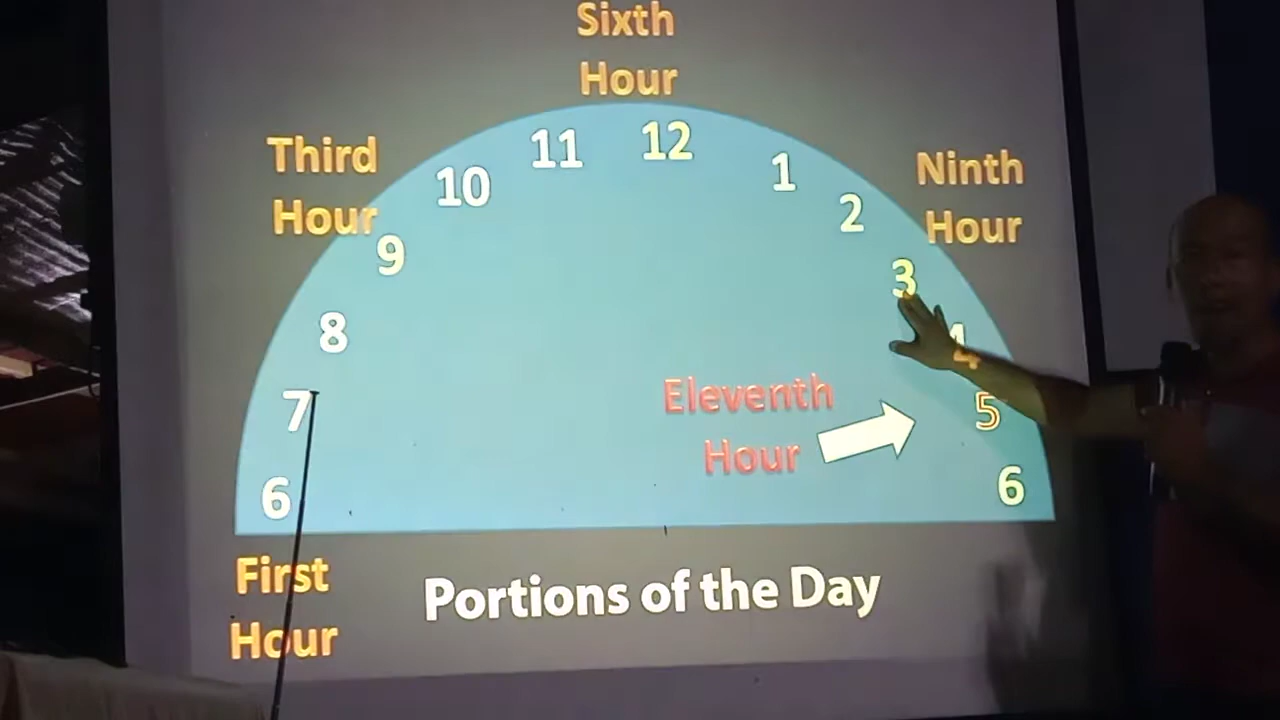 Sixth
Hour
Third
Hour
Ninth
Hour
11
12
10
1
2
9
3
8
4
7
Eleventh
Hour
5
6
6
First
Hour
Portions of the Day